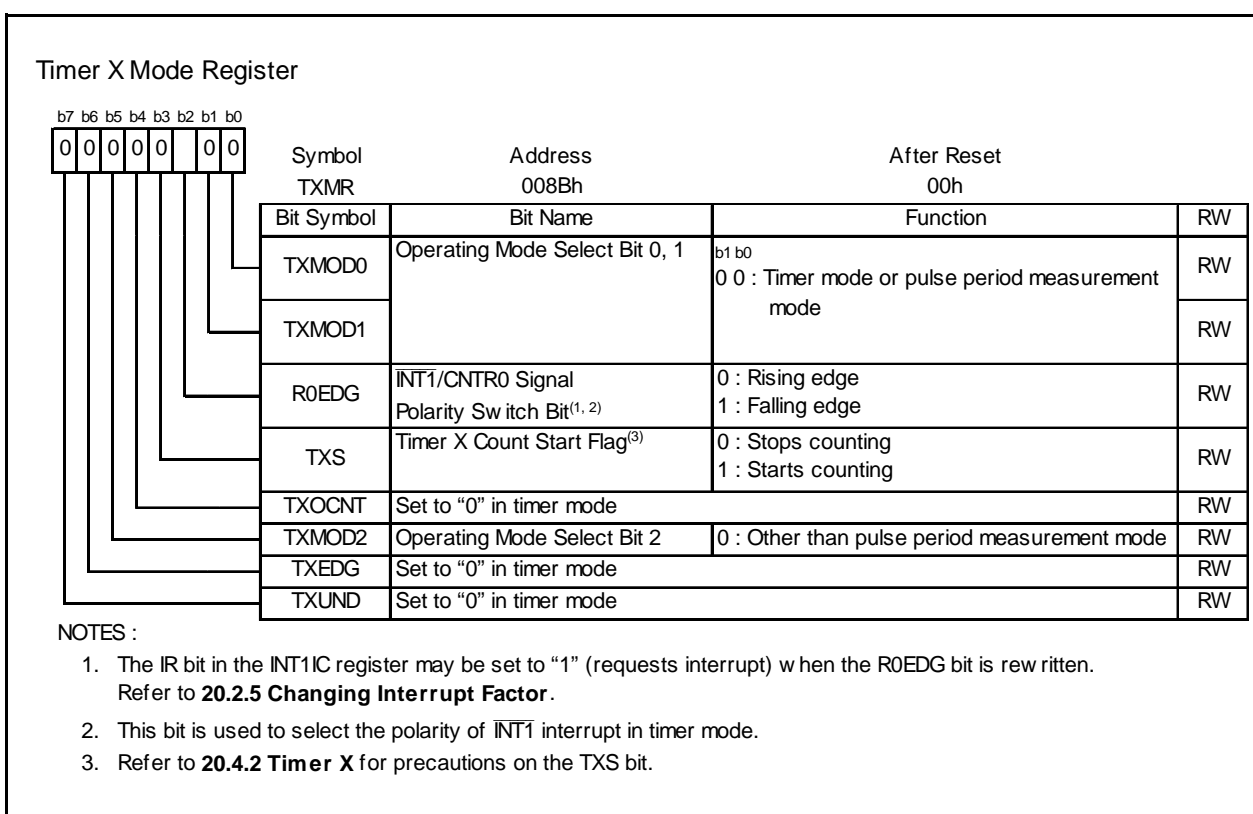 Timer X Mode Register
b7 b6 b5 b4 b3 b2 b1 b0
0 0 0 0 0 0 0
Symbol Address After Reset
TXMR 008Bh 00h
Bit Symbol Bit Name Function RW
TXMOD0 Operating Mode Select Bit 0, 1 b1 b0 RW
0 0 : Timer mode or pulse period measurement
mode
TXMOD1 RW
R0EDG INT1/CNTR0 Signal 0 : Rising edge RW
Polarity Switch Bit(1, 2) 1 : Falling edge
TXS Timer X Count Start Flag(3) 0 : Stops counting RW
1 : Starts counting
TXOCNT Set to “0” in timer mode RW
TXMOD2 Operating Mode Select Bit 2 0 : Other than pulse period measurement mode RW
TXEDG Set to “0” in timer mode RW
TXUND Set to “0” in timer mode RW
NOTES :
1. The IR bit in the INT1IC register may be set to “1” (requests interrupt) when the R0EDG bit is rewritten.
Refer to 20.2.5 Changing Interrupt Factor.
2. This bit is used to select the polarity of INT1 interrupt in timer mode.
3. Refer to 20.4.2 Timer X for precautions on the TXS bit.